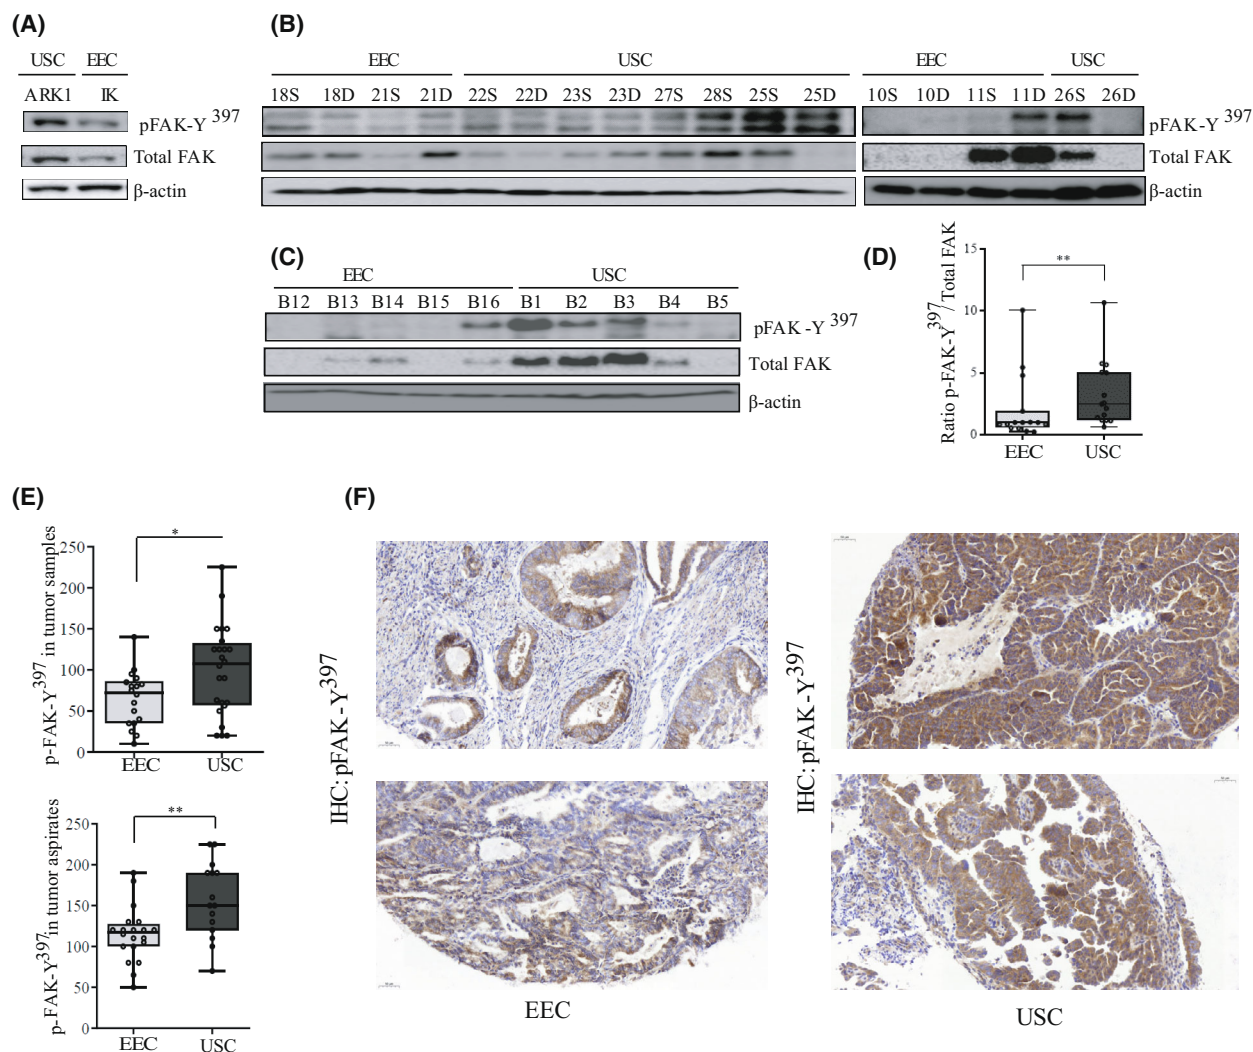 (A)
USC EEC
ARK1 IK
pFAK-Y 397
Total FAK
β-actin
(B)
EEC USC
18S 18D 21S 21D 22S 22D 23S 23D 27S 28S 25S 25D
EEC USC
10S 10D 11S 11D 26S 26D
pFAK-Y 397
Total FAK
β-actin
(C)
EEC USC
B12 B13 B14 B15 B16 B1 B2 B3 B4 B5
pFAK-Y 397
Total FAK
β-actin
(D)
Ratio p-FAK-Y397/Total FAK
15
10
5
0
**
EEC USC
(E)
p-FAK-Y397 in tumor samples
250
200
150
100
50
0
*
EEC USC
p-FAK-Y397 in tumor aspirates
250
200
150
100
50
0
**
EEC USC
(F)
IHC: pFAK-Y397
EEC
IHC: pFAK-Y397
USC